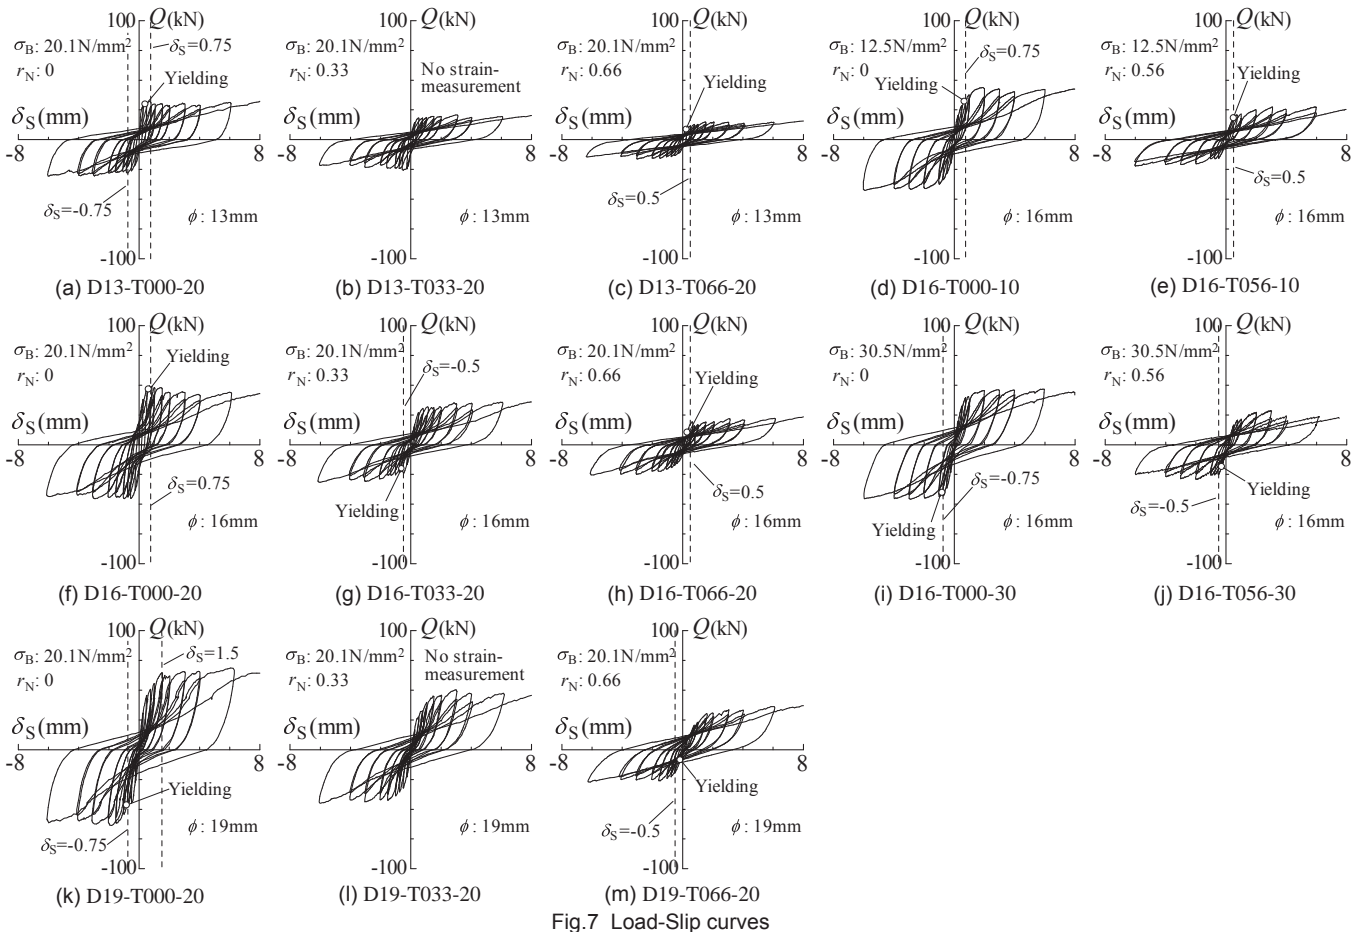 100 Q(kN)
σB: 20.1N/mm²
δS=0.75
rN: 0
Yielding
δS(mm)
-8
8
δS=-0.75
φ: 13mm
-100
(a) D13-T000-20
100 Q(kN)
σB: 20.1N/mm²
rN: 0.33
No strain-
measurement
δS(mm)
-8
8
φ: 13mm
-100
(b) D13-T033-20
100 Q(kN)
σB: 20.1N/mm²
rN: 0.66
Yielding
δS(mm)
-8
8
δS=0.5
φ: 13mm
-100
(c) D13-T066-20
100 Q(kN)
σB: 12.5N/mm²
δS=0.75
rN: 0
Yielding
δS(mm)
-8
8
φ: 16mm
-100
(d) D16-T000-10
100 Q(kN)
σB: 12.5N/mm²
rN: 0.56
Yielding
δS(mm)
-8
8
δS=0.5
φ: 16mm
-100
(e) D16-T056-10
100 Q(kN)
σB: 20.1N/mm²
Yielding
rN: 0
δS(mm)
-8
8
δS=0.75
φ: 16mm
-100
(f) D16-T000-20
100 Q(kN)
σB: 20.1N/mm²
δS=-0.5
rN: 0.33
δS(mm)
-8
8
Yielding
φ: 16mm
-100
(g) D16-T033-20
100 Q(kN)
σB: 20.1N/mm²
rN: 0.66
Yielding
δS(mm)
-8
8
δS=0.5
φ: 16mm
-100
(h) D16-T066-20
100 Q(kN)
σB: 30.5N/mm²
rN: 0
δS(mm)
-8
8
δS=-0.75
Yielding
φ: 16mm
-100
(i) D16-T000-30
100 Q(kN)
σB: 30.5N/mm²
rN: 0.56
δS(mm)
-8
8
Yielding
δS=-0.5
φ: 16mm
-100
(j) D16-T056-30
100 Q(kN)
σB: 20.1N/mm²
δS=1.5
rN: 0
δS(mm)
-8
8
Yielding
φ: 19mm
δS=-0.75
-100
(k) D19-T000-20
100 Q(kN)
σB: 20.1N/mm²
rN: 0.33
No strain-
measurement
δS(mm)
-8
8
φ: 19mm
-100
(l) D19-T033-20
100 Q(kN)
σB: 20.1N/mm²
rN: 0.66
δS(mm)
-8
8
Yielding
δS=-0.5
φ: 19mm
-100
(m) D19-T066-20
Fig.7 Load-Slip curves